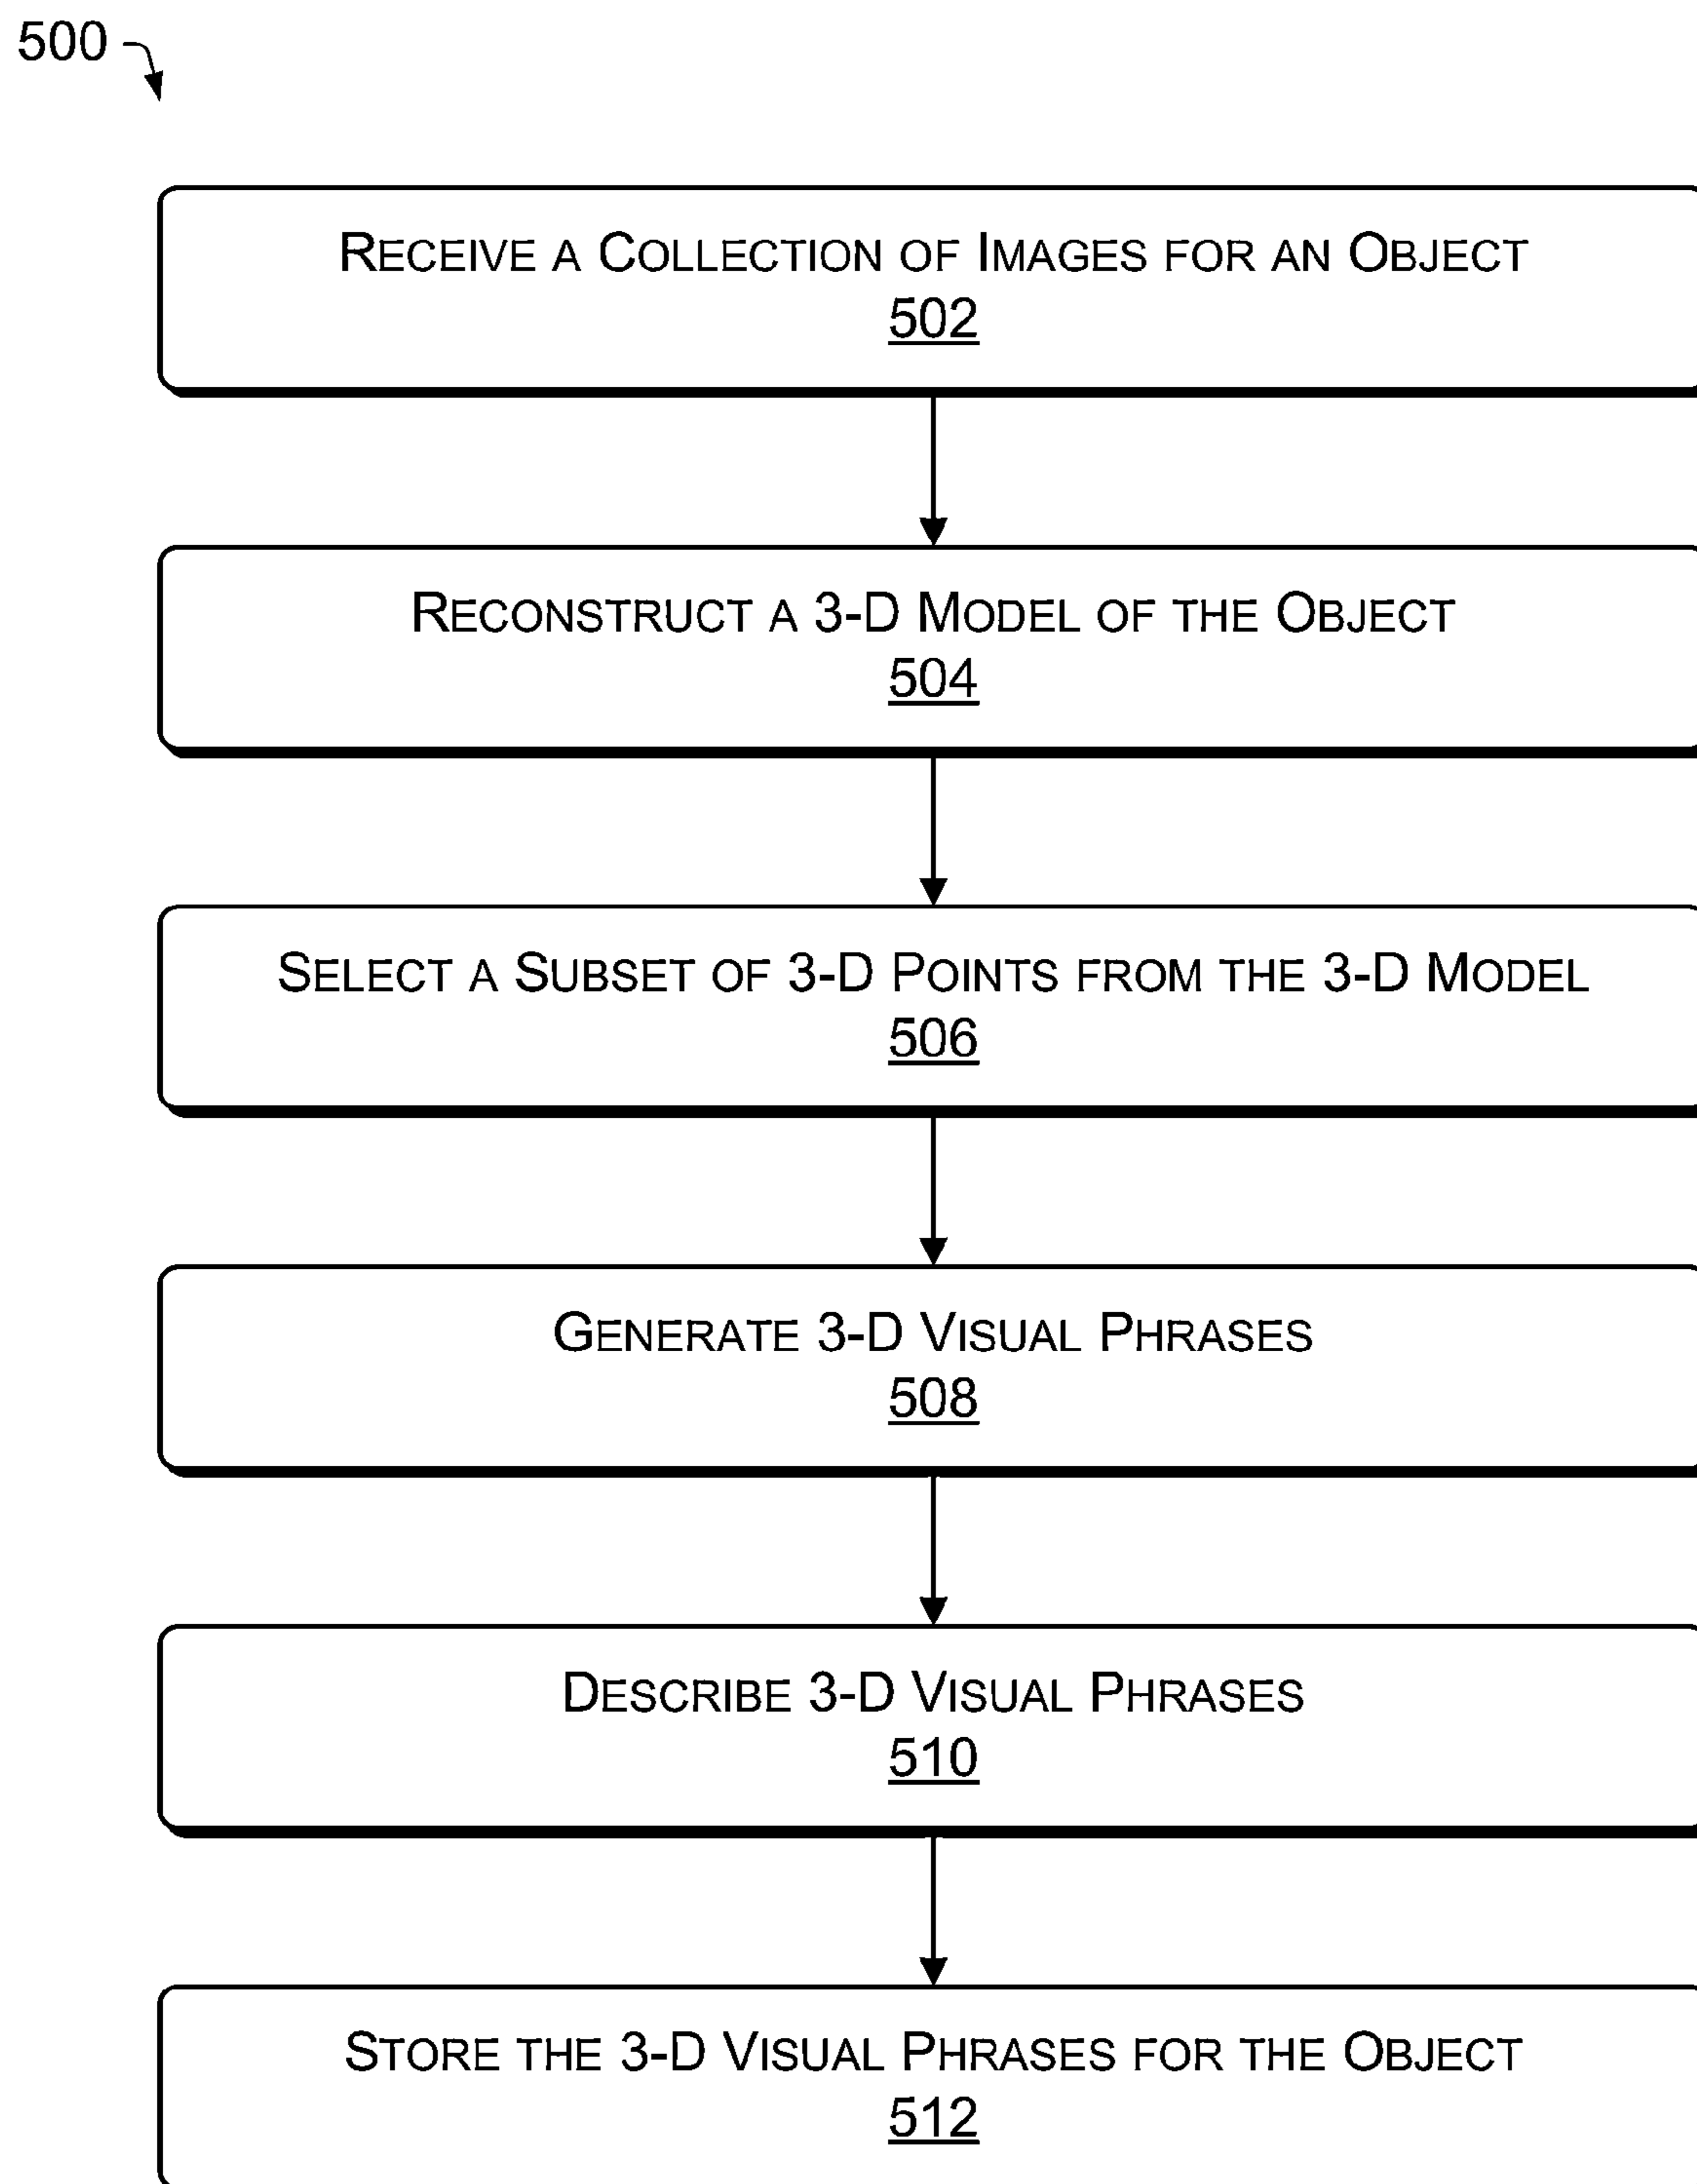 500
RECEIVE A COLLECTION OF IMAGES FOR AN OBJECT
502
RECONSTRUCT A 3-D MODEL OF THE OBJECT
504
SELECT A SUBSET OF 3-D POINTS FROM THE 3-D MODEL
506
GENERATE 3-D VISUAL PHRASES
508
DESCRIBE 3-D VISUAL PHRASES
510
STORE THE 3-D VISUAL PHRASES FOR THE OBJECT
512